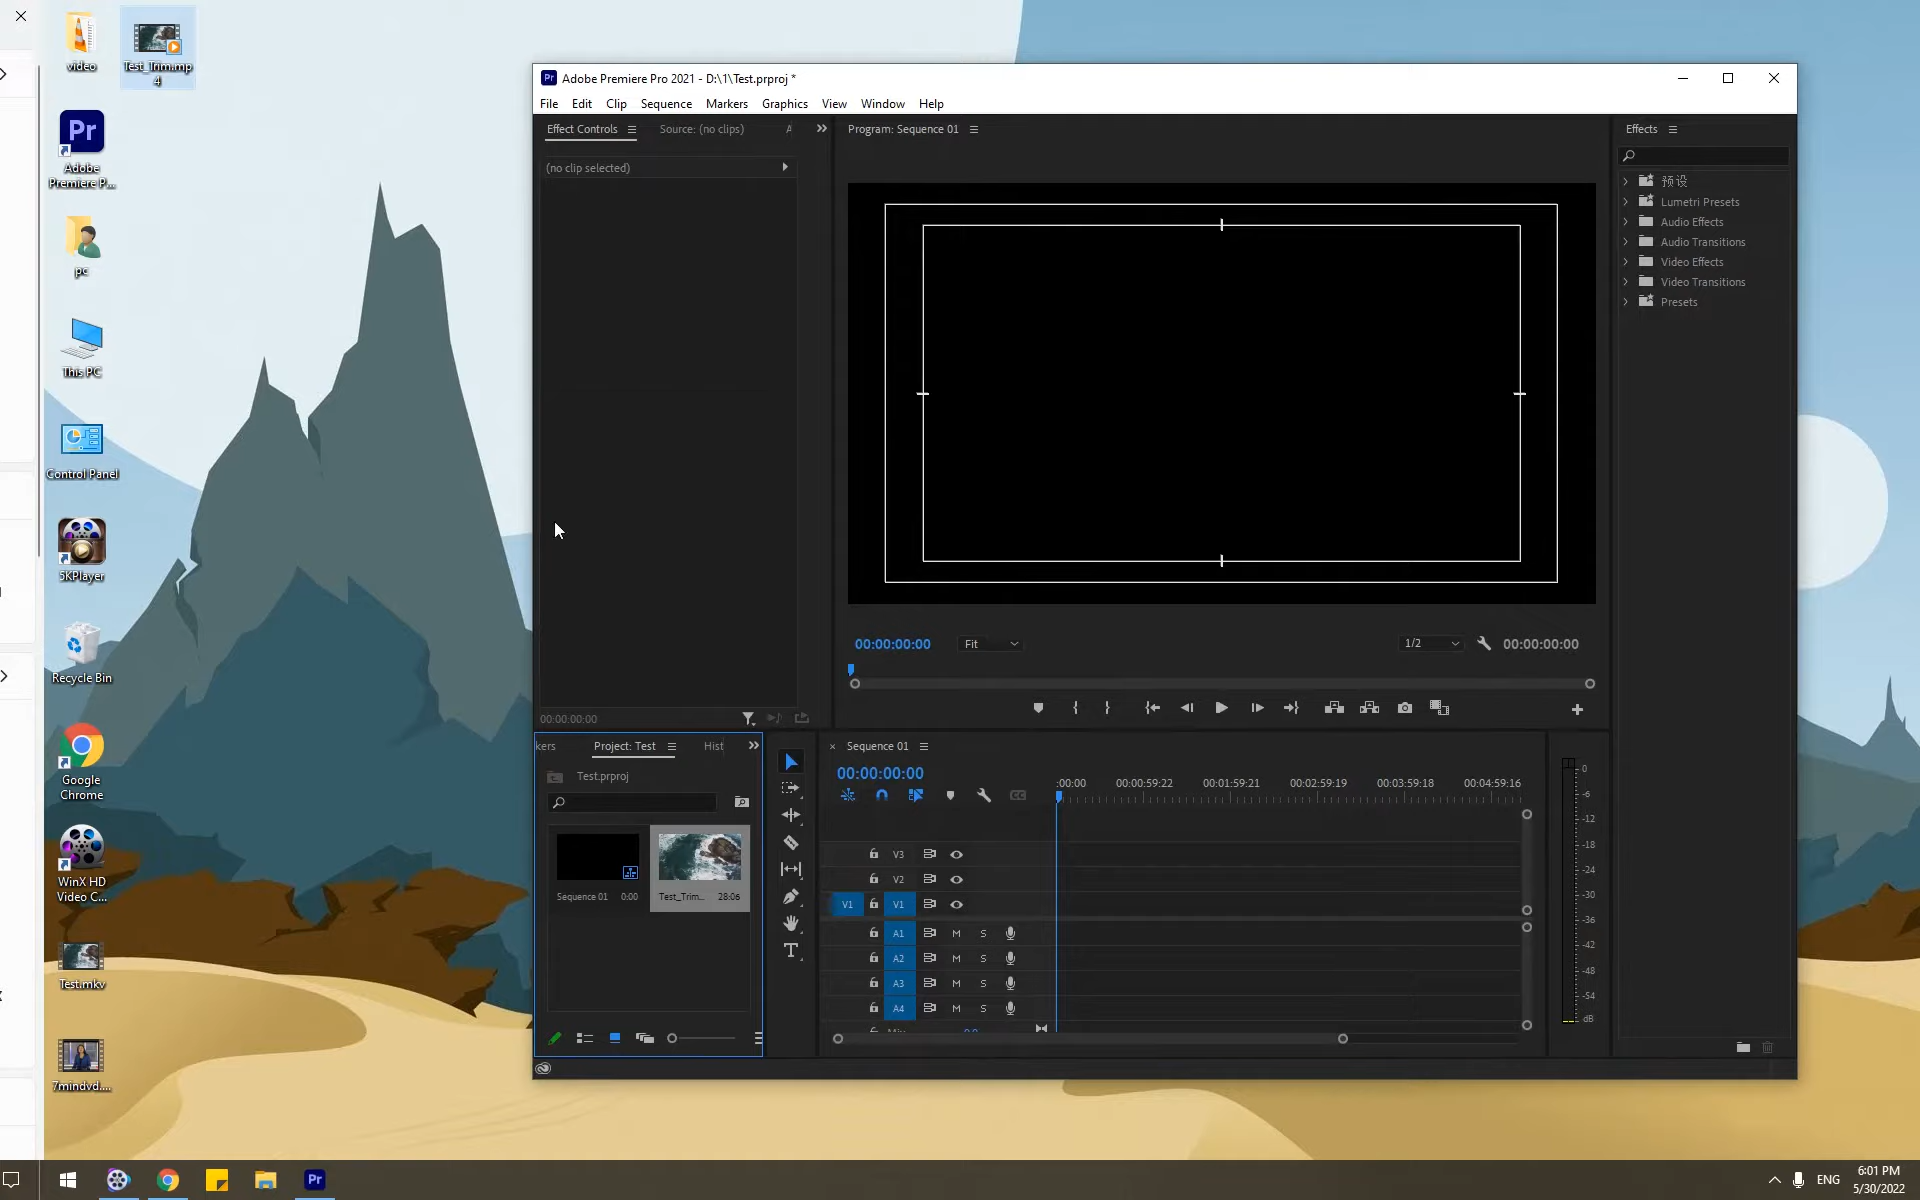 video
Test_Trim.mp
4
Adobe
Premiere P...
pc
This PC
Control Panel
5KPlayer
Recycle Bin
Google
Chrome
WinX HD
Video C...
Test.mkv
7mindvd....
Pr Adobe Premiere Pro 2021 - D:\1\Test.prproj *
File Edit Clip Sequence Markers Graphics View Window Help
Effect Controls Source: (no clips)
(no clip selected)
00:00:00:00
Program: Sequence 01
00:00:00:00 Fit 1/2 00:00:00:00
Effects
预设
Lumetri Presets
Audio Effects
Audio Transitions
Video Effects
Video Transitions
Presets
kers Project: Test Hist
Test.prproj
Sequence 01 0:00 Test_Trim... 28:06
× Sequence 01
00:00:00:00
:00:00 00:00:59:22 00:01:59:21 00:02:59:19 00:03:59:18 00:04:59:16
V3
V2
V1 V1
A1 M S
A2 M S
A3 M S
A4 M S
0
-6
-12
-18
-24
-30
-36
-42
-48
-54
dB
Pr
ENG
6:01 PM
5/30/2022